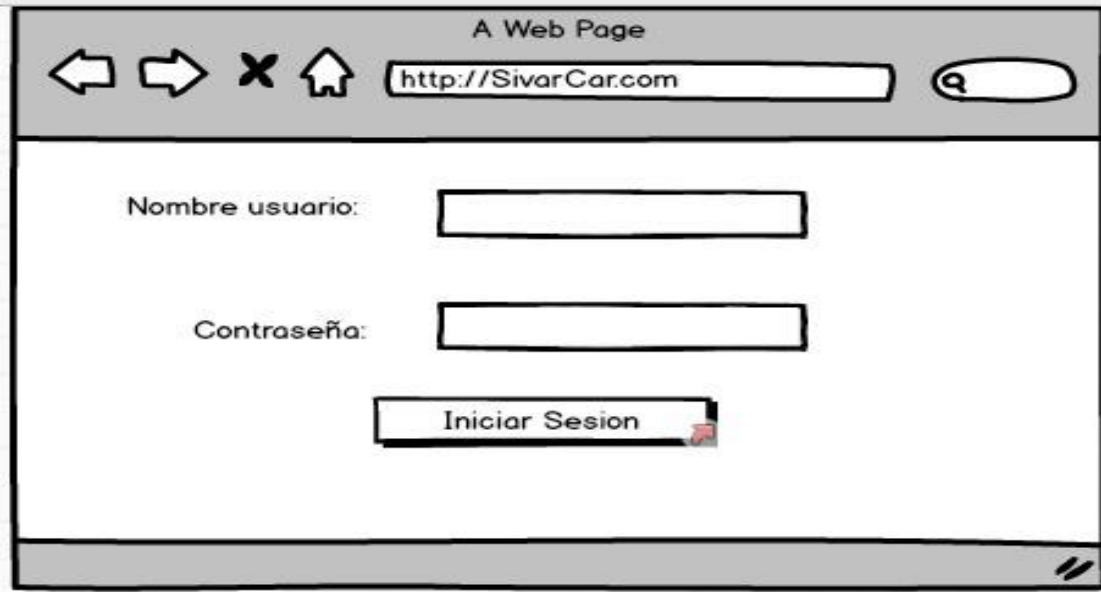 A Web Page
http://SivarCar.com
Nombre usuario:
Contraseña:
Iniciar Sesion